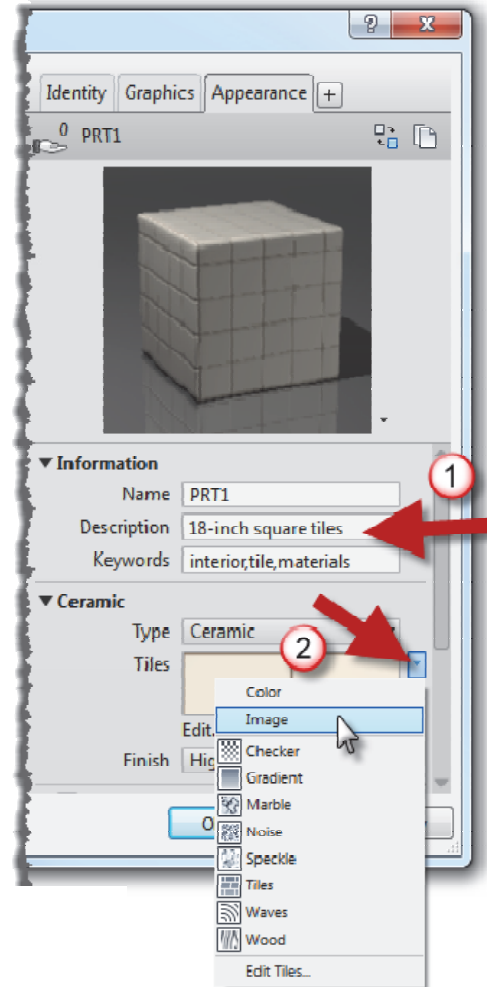 ?
x
Identity Graphics Appearance +
0 PRT1
Information
Name PRT1
Description 18-inch square tiles
Keywords interior,tile,materials
1
Ceramic
Type Ceramic
2
Tiles
Color
Image
Edit.
Checker
Finish Hig
Gradient
Marble
O
Noise
Speckle
Tiles
Waves
Wood
Edit Tiles...